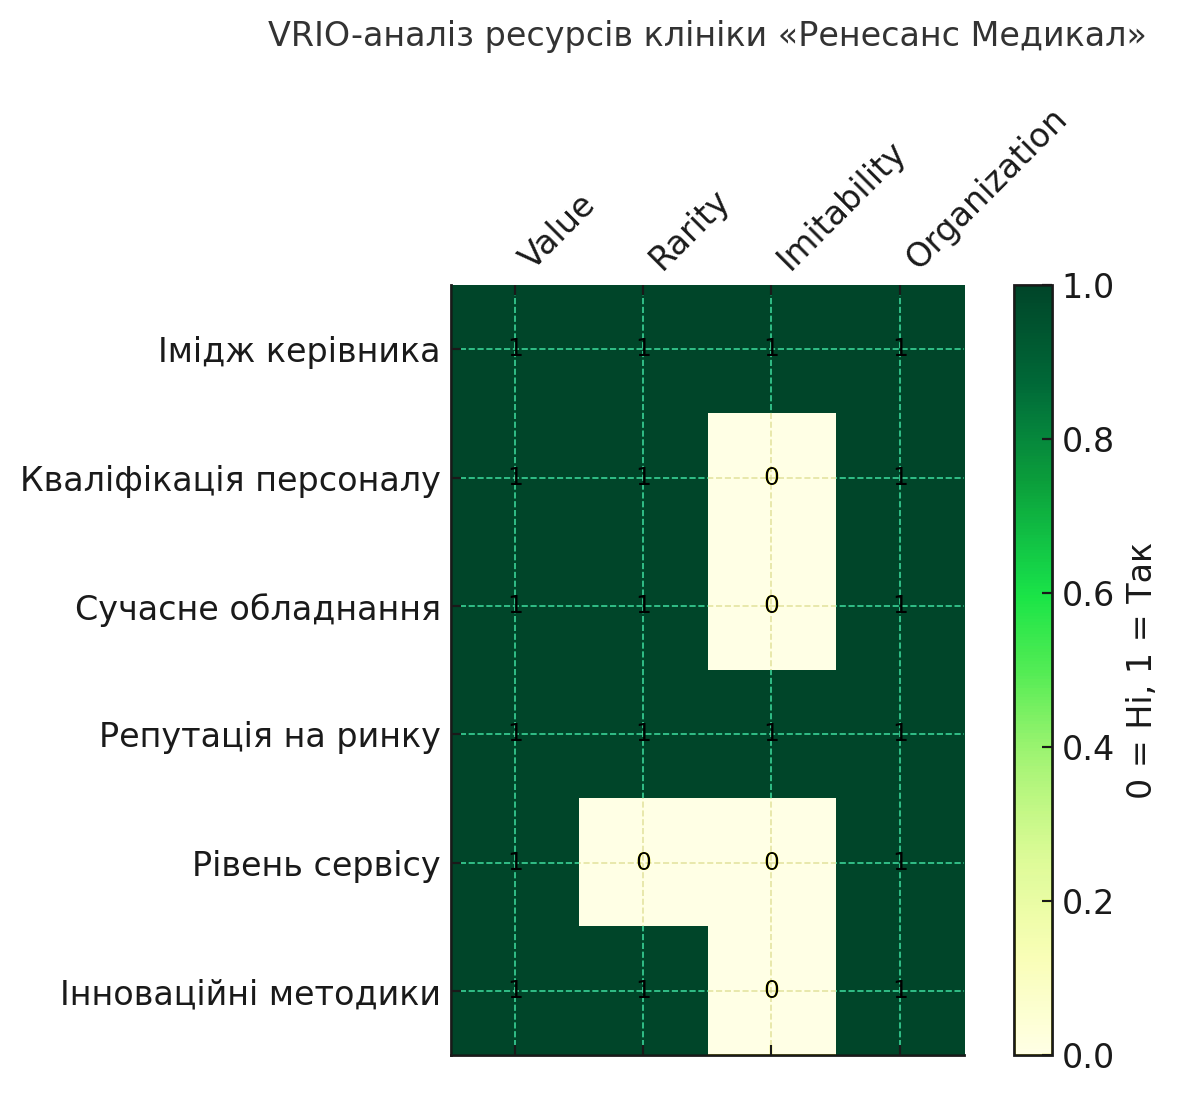 VRIO-аналіз ресурсів клініки «Ренесанс Медикал»
Value Rarity Imitability Organization
Імідж керівника 1 1 1 1
Кваліфікація персоналу 1 1 0 1
Сучасне обладнання 1 1 0 1
Репутація на ринку 1 1 1 1
Рівень сервісу 1 0 0 1
Інноваційні методики 1 1 0 1
1.0
0.8
0.6
0.4
0.2
0.0
0 = Ні, 1 = Так